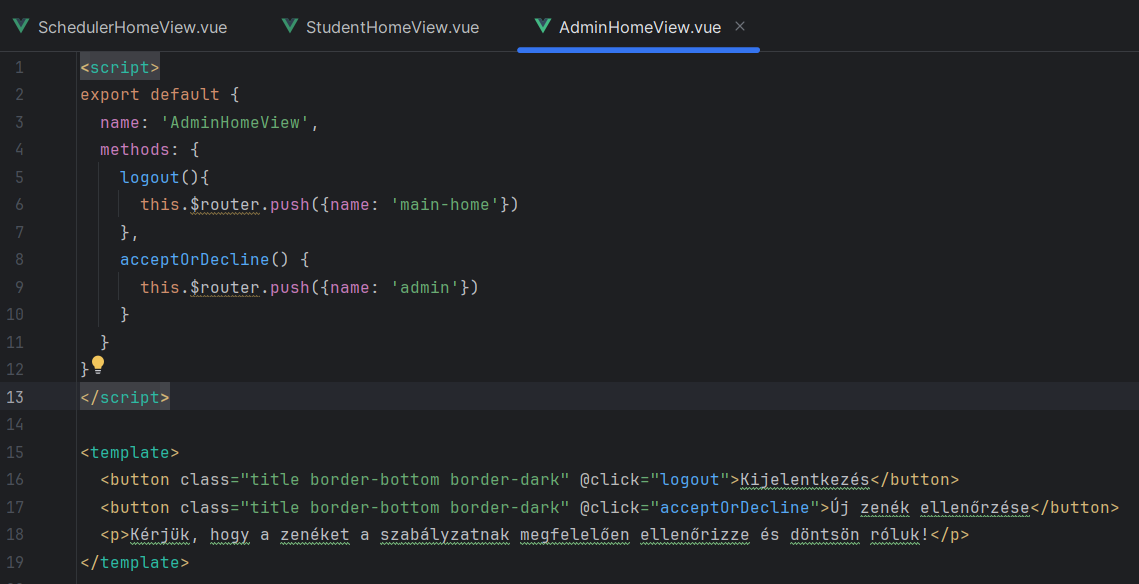 SchedulerHomeView.vue StudentHomeView.vue AdminHomeView.vue ×
1 <script>
2 export default {
3   name: 'AdminHomeView',
4   methods: {
5     logout(){
6       this.$router.push({name: 'main-home'})
7     },
8     acceptOrDecline() {
9       this.$router.push({name: 'admin'})
10     }
11   }
12 }
13 </script>
14
15 <template>
16   <button class="title border-bottom border-dark" @click="logout">Kijelentkezés</button>
17   <button class="title border-bottom border-dark" @click="acceptOrDecline">Új zenék ellenőrzése</button>
18   <p>Kérjük, hogy a zenéket a szabályzatnak megfelelően ellenőrizze és döntsön róluk!</p>
19 </template>